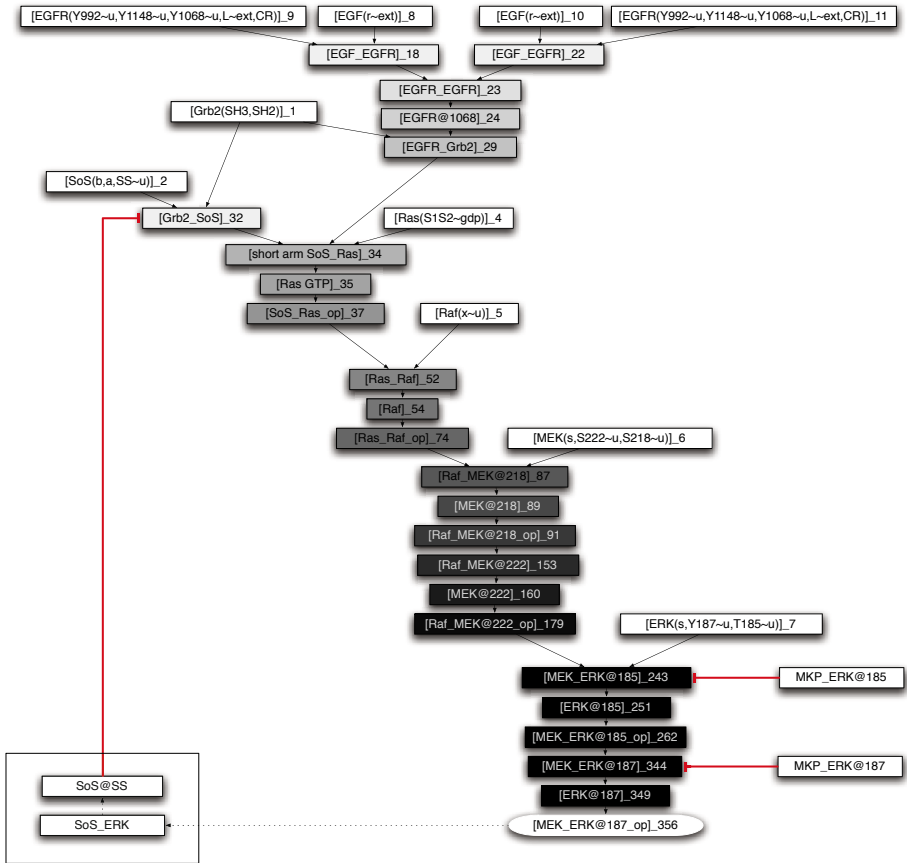 [EGFR(Y992~u,Y1148~u,Y1068~u,L~ext,CR)]_9
[EGF(r~ext)]_8
[EGF(r~ext)]_10
[EGFR(Y992~u,Y1148~u,Y1068~u,L~ext,CR)]_11
[EGF_EGFR]_18
[EGF_EGFR]_22
[EGFR_EGFR]_23
[Grb2(SH3,SH2)]_1
[EGFR@1068]_24
[EGFR_Grb2]_29
[SoS(b,a,SS~u)]_2
[Grb2_SoS]_32
[Ras(S1S2~gdp)]_4
[short arm SoS_Ras]_34
[Ras GTP]_35
[SoS_Ras_op]_37
[Raf(x~u)]_5
[Ras_Raf]_52
[Raf]_54
[Ras_Raf_op]_74
[MEK(s,S222~u,S218~u)]_6
[Raf_MEK@218]_87
[MEK@218]_89
[Raf_MEK@218_op]_91
[Raf_MEK@222]_153
[MEK@222]_160
[Raf_MEK@222_op]_179
[ERK(s,Y187~u,T185~u)]_7
[MEK_ERK@185]_243
MKP_ERK@185
[ERK@185]_251
[MEK_ERK@185_op]_262
[MEK_ERK@187]_344
MKP_ERK@187
SoS@SS
[ERK@187]_349
SoS_ERK
[MEK_ERK@187_op]_356